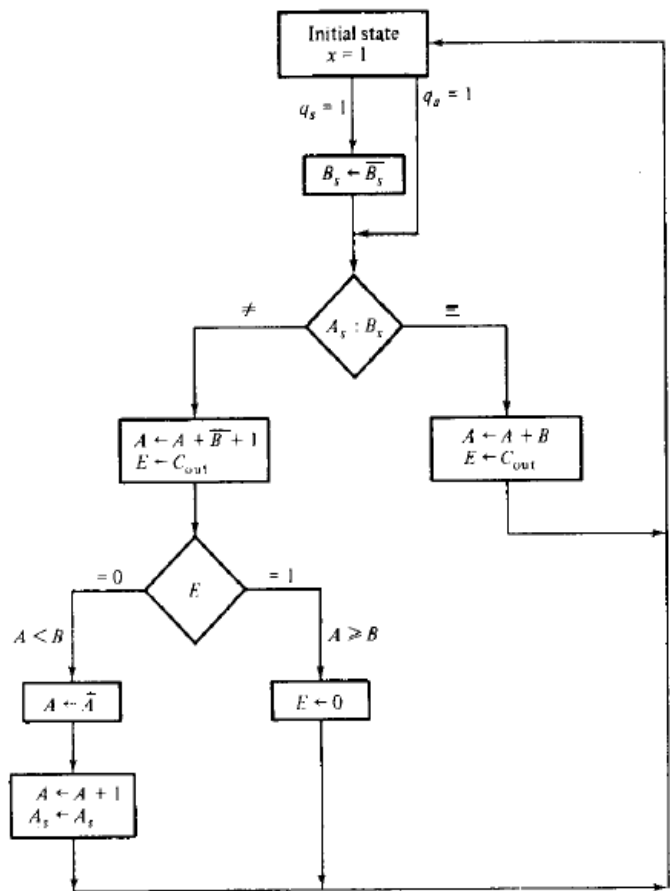 Initial state
x = 1
q_s = 1
q_a = 1
B_s ← B̅_s̅
≠
A_s : B_s
=
A ← A + B̅ + 1
E ← C_out
A ← A + B
E ← C_out
= 0
E
= 1
A < B
A ≥ B
A ← A̅
E ← 0
A ← A + 1
A_s ← A_s